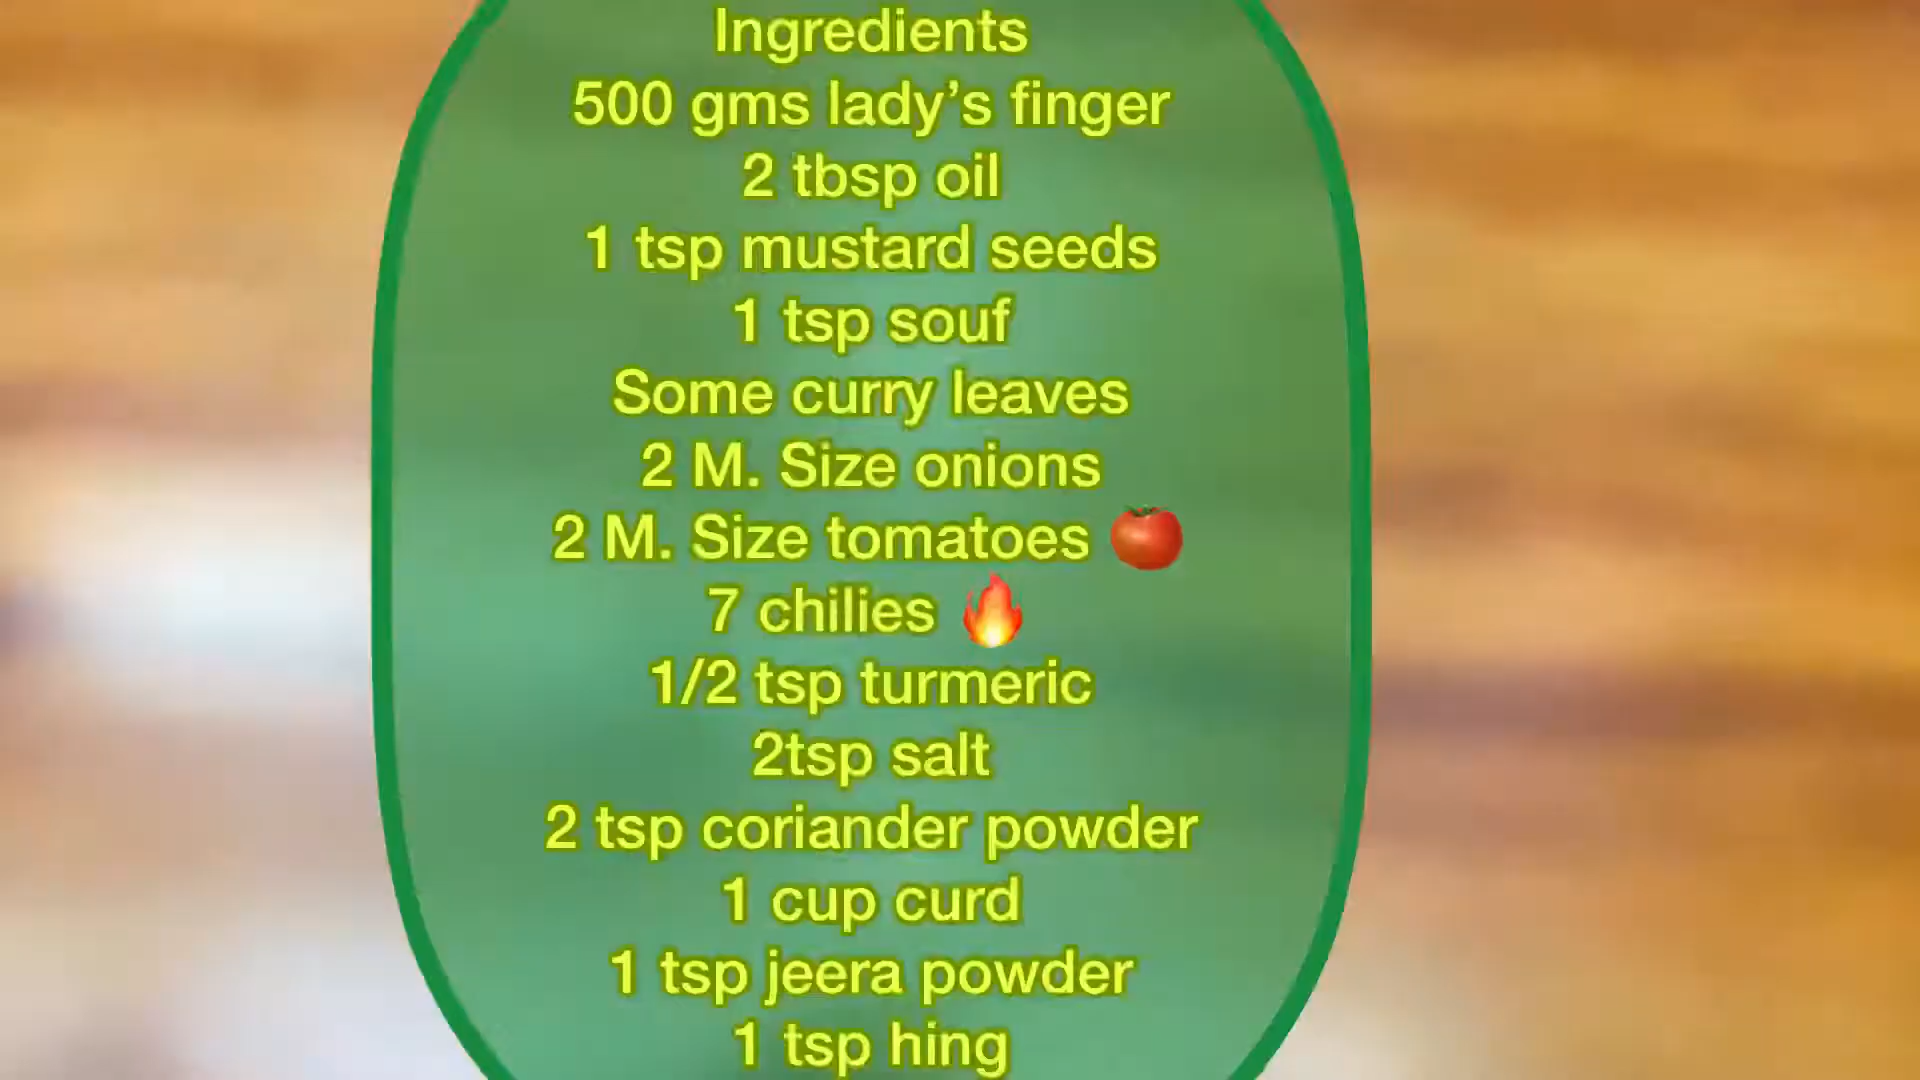 Ingredients
500 gms lady’s finger
2 tbsp oil
1 tsp mustard seeds
1 tsp souf
Some curry leaves
2 M. Size onions
2 M. Size tomatoes 🍅
7 chilies 🔥
1/2 tsp turmeric
2tsp salt
2 tsp coriander powder
1 cup curd
1 tsp jeera powder
1 tsp hing